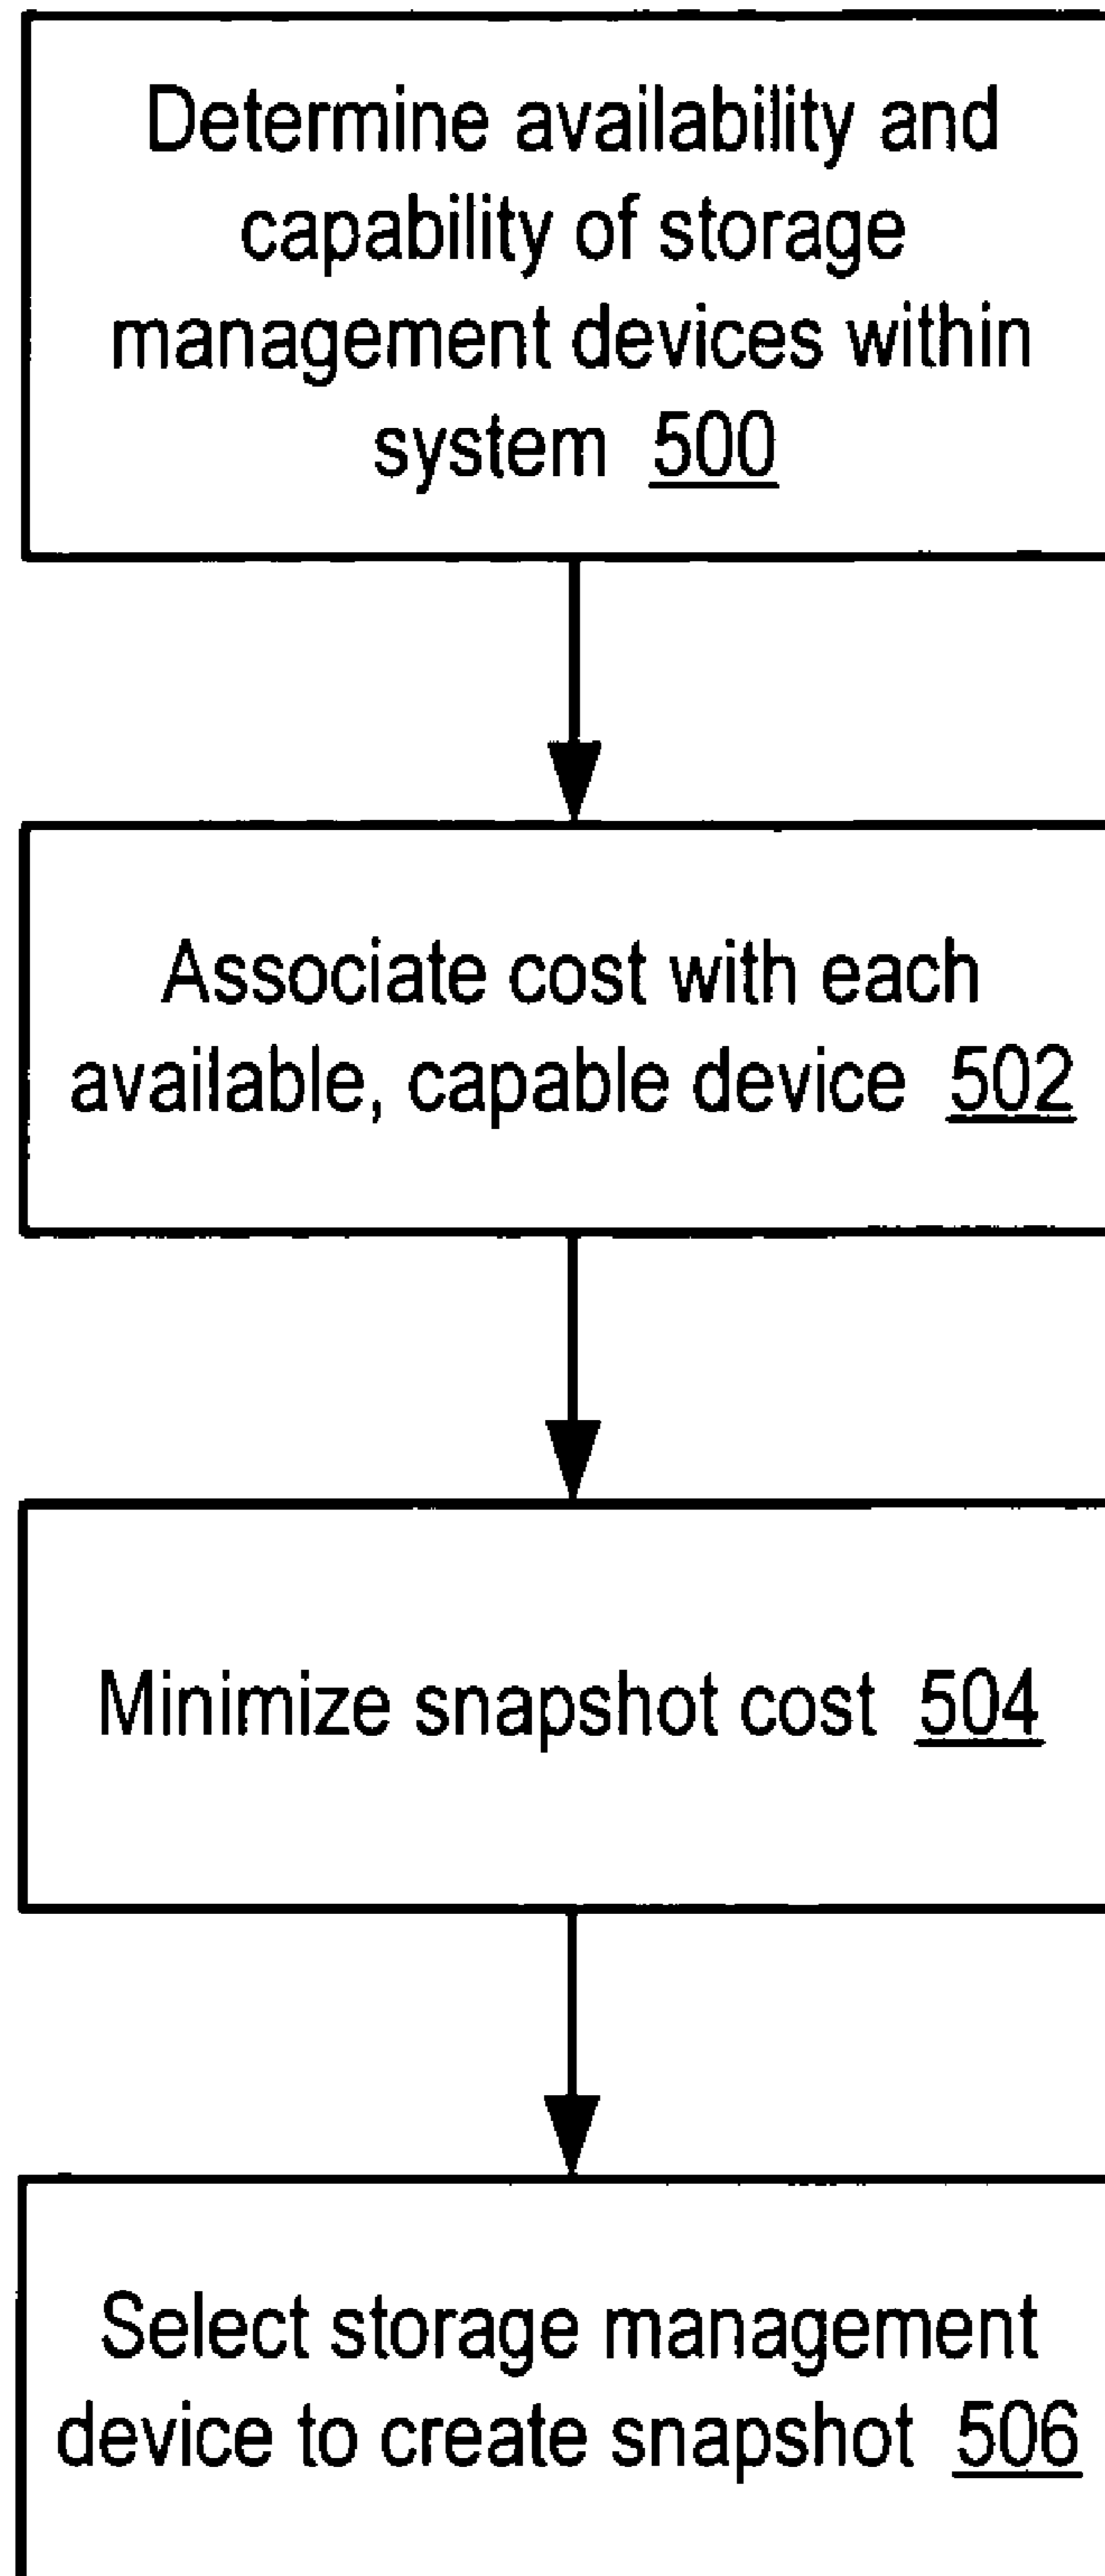 Determine availability and
capability of storage
management devices within
system 500
Associate cost with each
available, capable device 502
Minimize snapshot cost 504
Select storage management
device to create snapshot 506